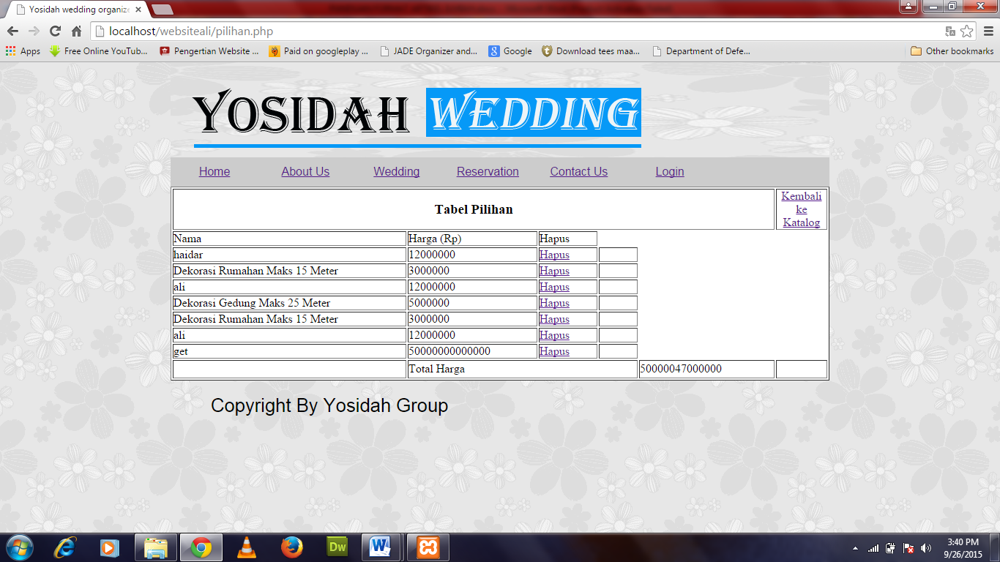 Yosidah wedding organize
localhost/websiteali/pilihan.php
Apps Free Online YouTub... Pengertian Website ... Paid on googleplay ... JADE Organizer and... Google Download tees maa... Department of Defe... Other bookmarks
YOSIDAH WEDDING
Home About Us Wedding Reservation Contact Us Login
Tabel Pilihan
Kembali
ke
Katalog
Nama Harga (Rp) Hapus
haidar 12000000 Hapus
Dekorasi Rumahan Maks 15 Meter 3000000 Hapus
ali 12000000 Hapus
Dekorasi Gedung Maks 25 Meter 5000000 Hapus
Dekorasi Rumahan Maks 15 Meter 3000000 Hapus
ali 12000000 Hapus
get 50000000000000 Hapus
Total Harga 50000047000000
Copyright By Yosidah Group
Dw
3:40 PM
9/26/2015